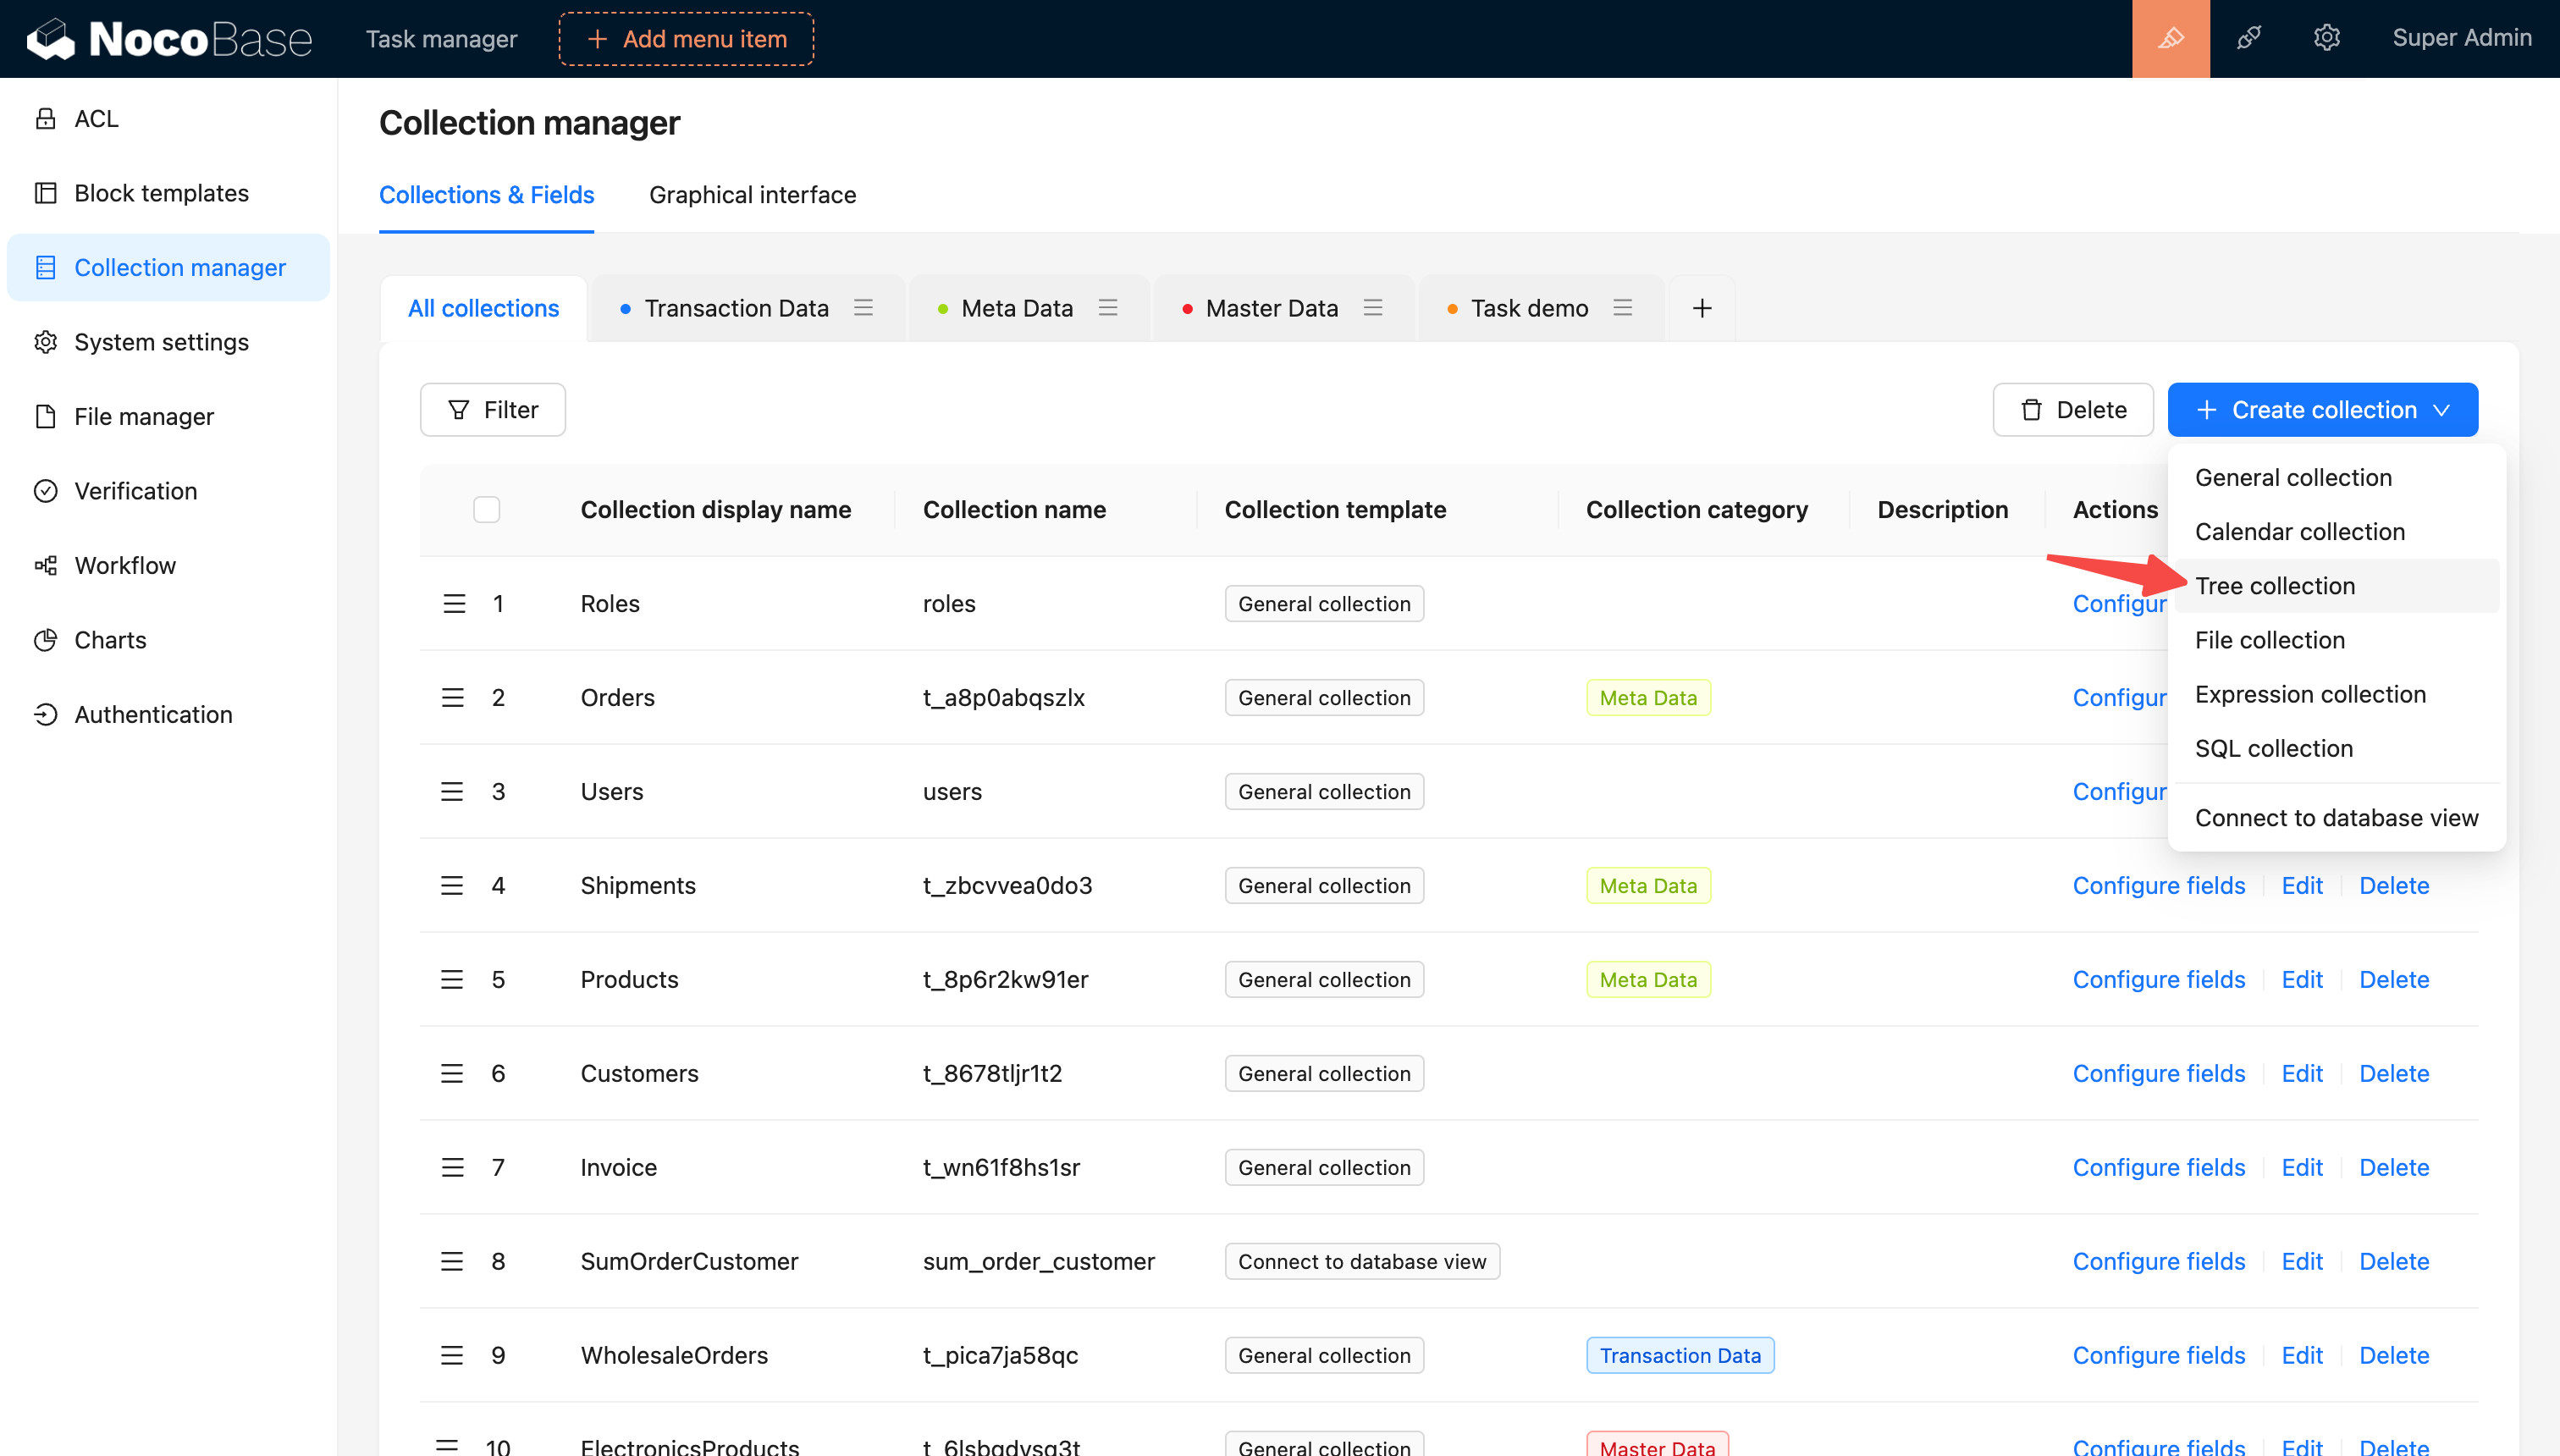 NocoBase Task manager + Add menu item Super Admin
ACL
Block templates
Collection manager
System settings
File manager
Verification
Workflow
Charts
Authentication
Collection manager
Collections & Fields Graphical interface
All collections Transaction Data Meta Data Master Data Task demo +
Filter Delete + Create collection
General collection
Calendar collection
Tree collection
File collection
Expression collection
SQL collection
Connect to database view
Collection display name Collection name Collection template Collection category Description Actions
1 Roles roles General collection Configur
2 Orders t_a8p0abqszlx General collection Meta Data Configur
3 Users users General collection Configur
4 Shipments t_zbcvvea0do3 General collection Meta Data Configure fields Edit Delete
5 Products t_8p6r2kw91er General collection Meta Data Configure fields Edit Delete
6 Customers t_8678tljr1t2 General collection Configure fields Edit Delete
7 Invoice t_wn61f8hs1sr General collection Configure fields Edit Delete
8 SumOrderCustomer sum_order_customer Connect to database view Configure fields Edit Delete
9 WholesaleOrders t_pica7ja58qc General collection Transaction Data Configure fields Edit Delete
10 ElectronicsProducts General collection Master Data Configure fields Edit Delete